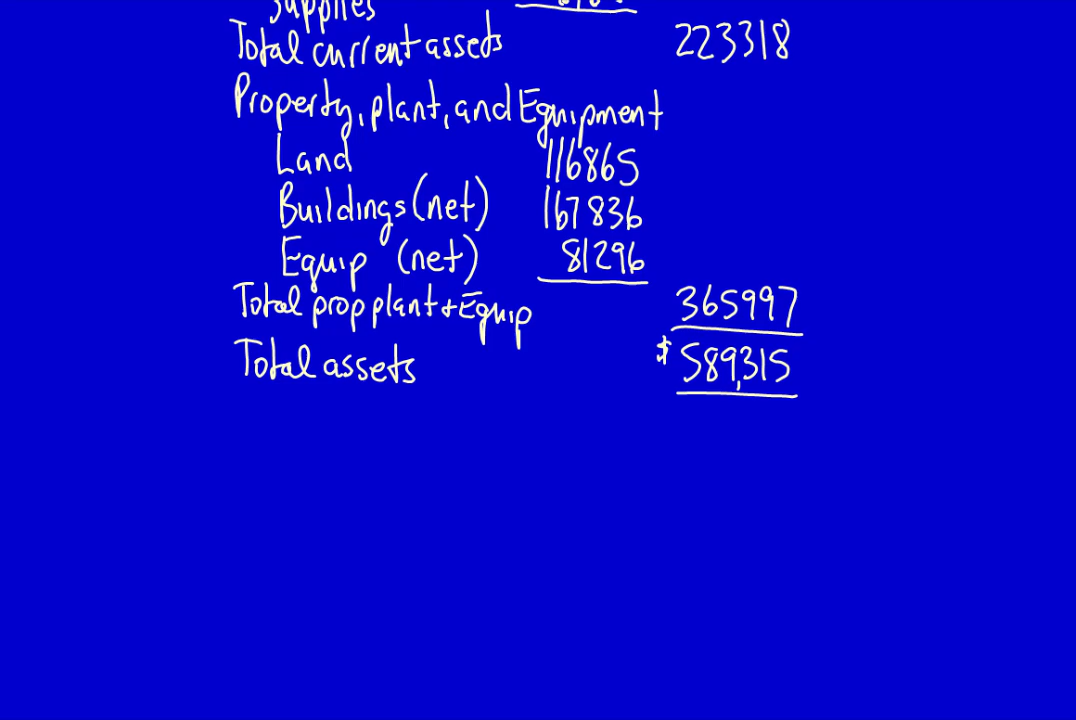 Supplies
Total current assets 223318
Property, plant, and Equipment
Land 116865
Buildings (net) 167836
Equip (net) 81296
Total prop plant + Equip 365997
Total assets $ 589,315